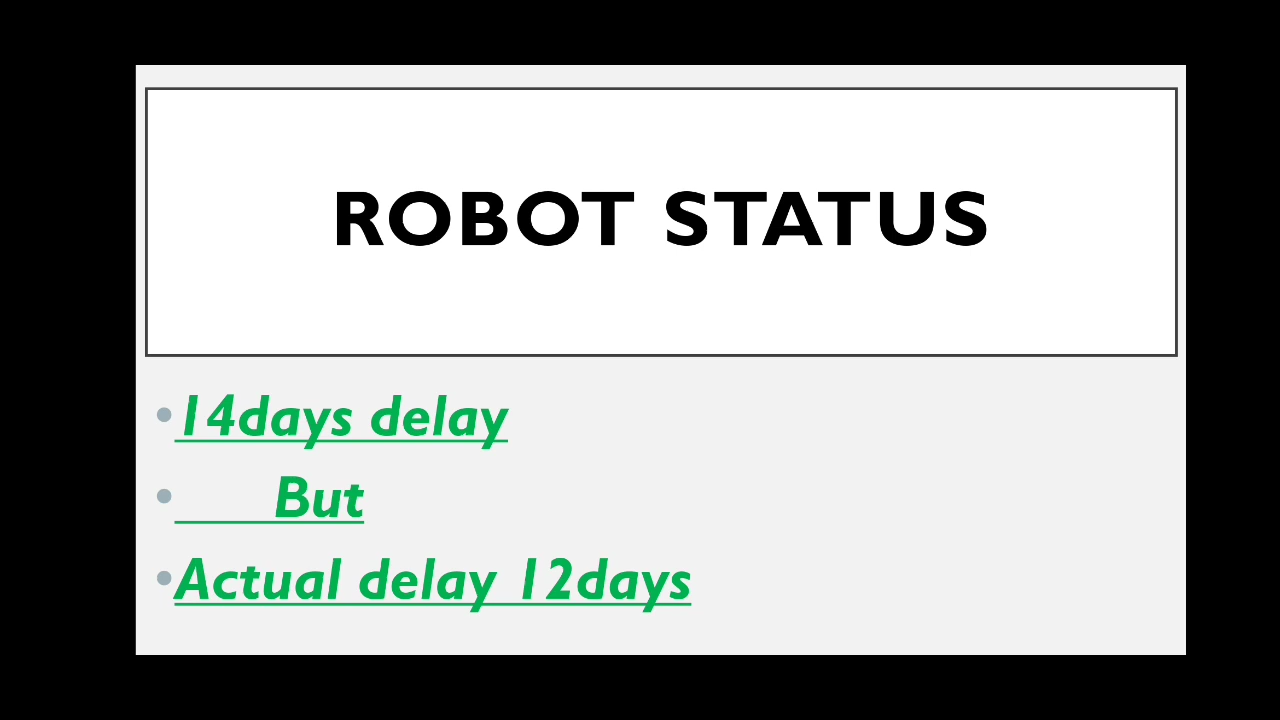 ROBOT STATUS
•14days delay
• But
•Actual delay 12days